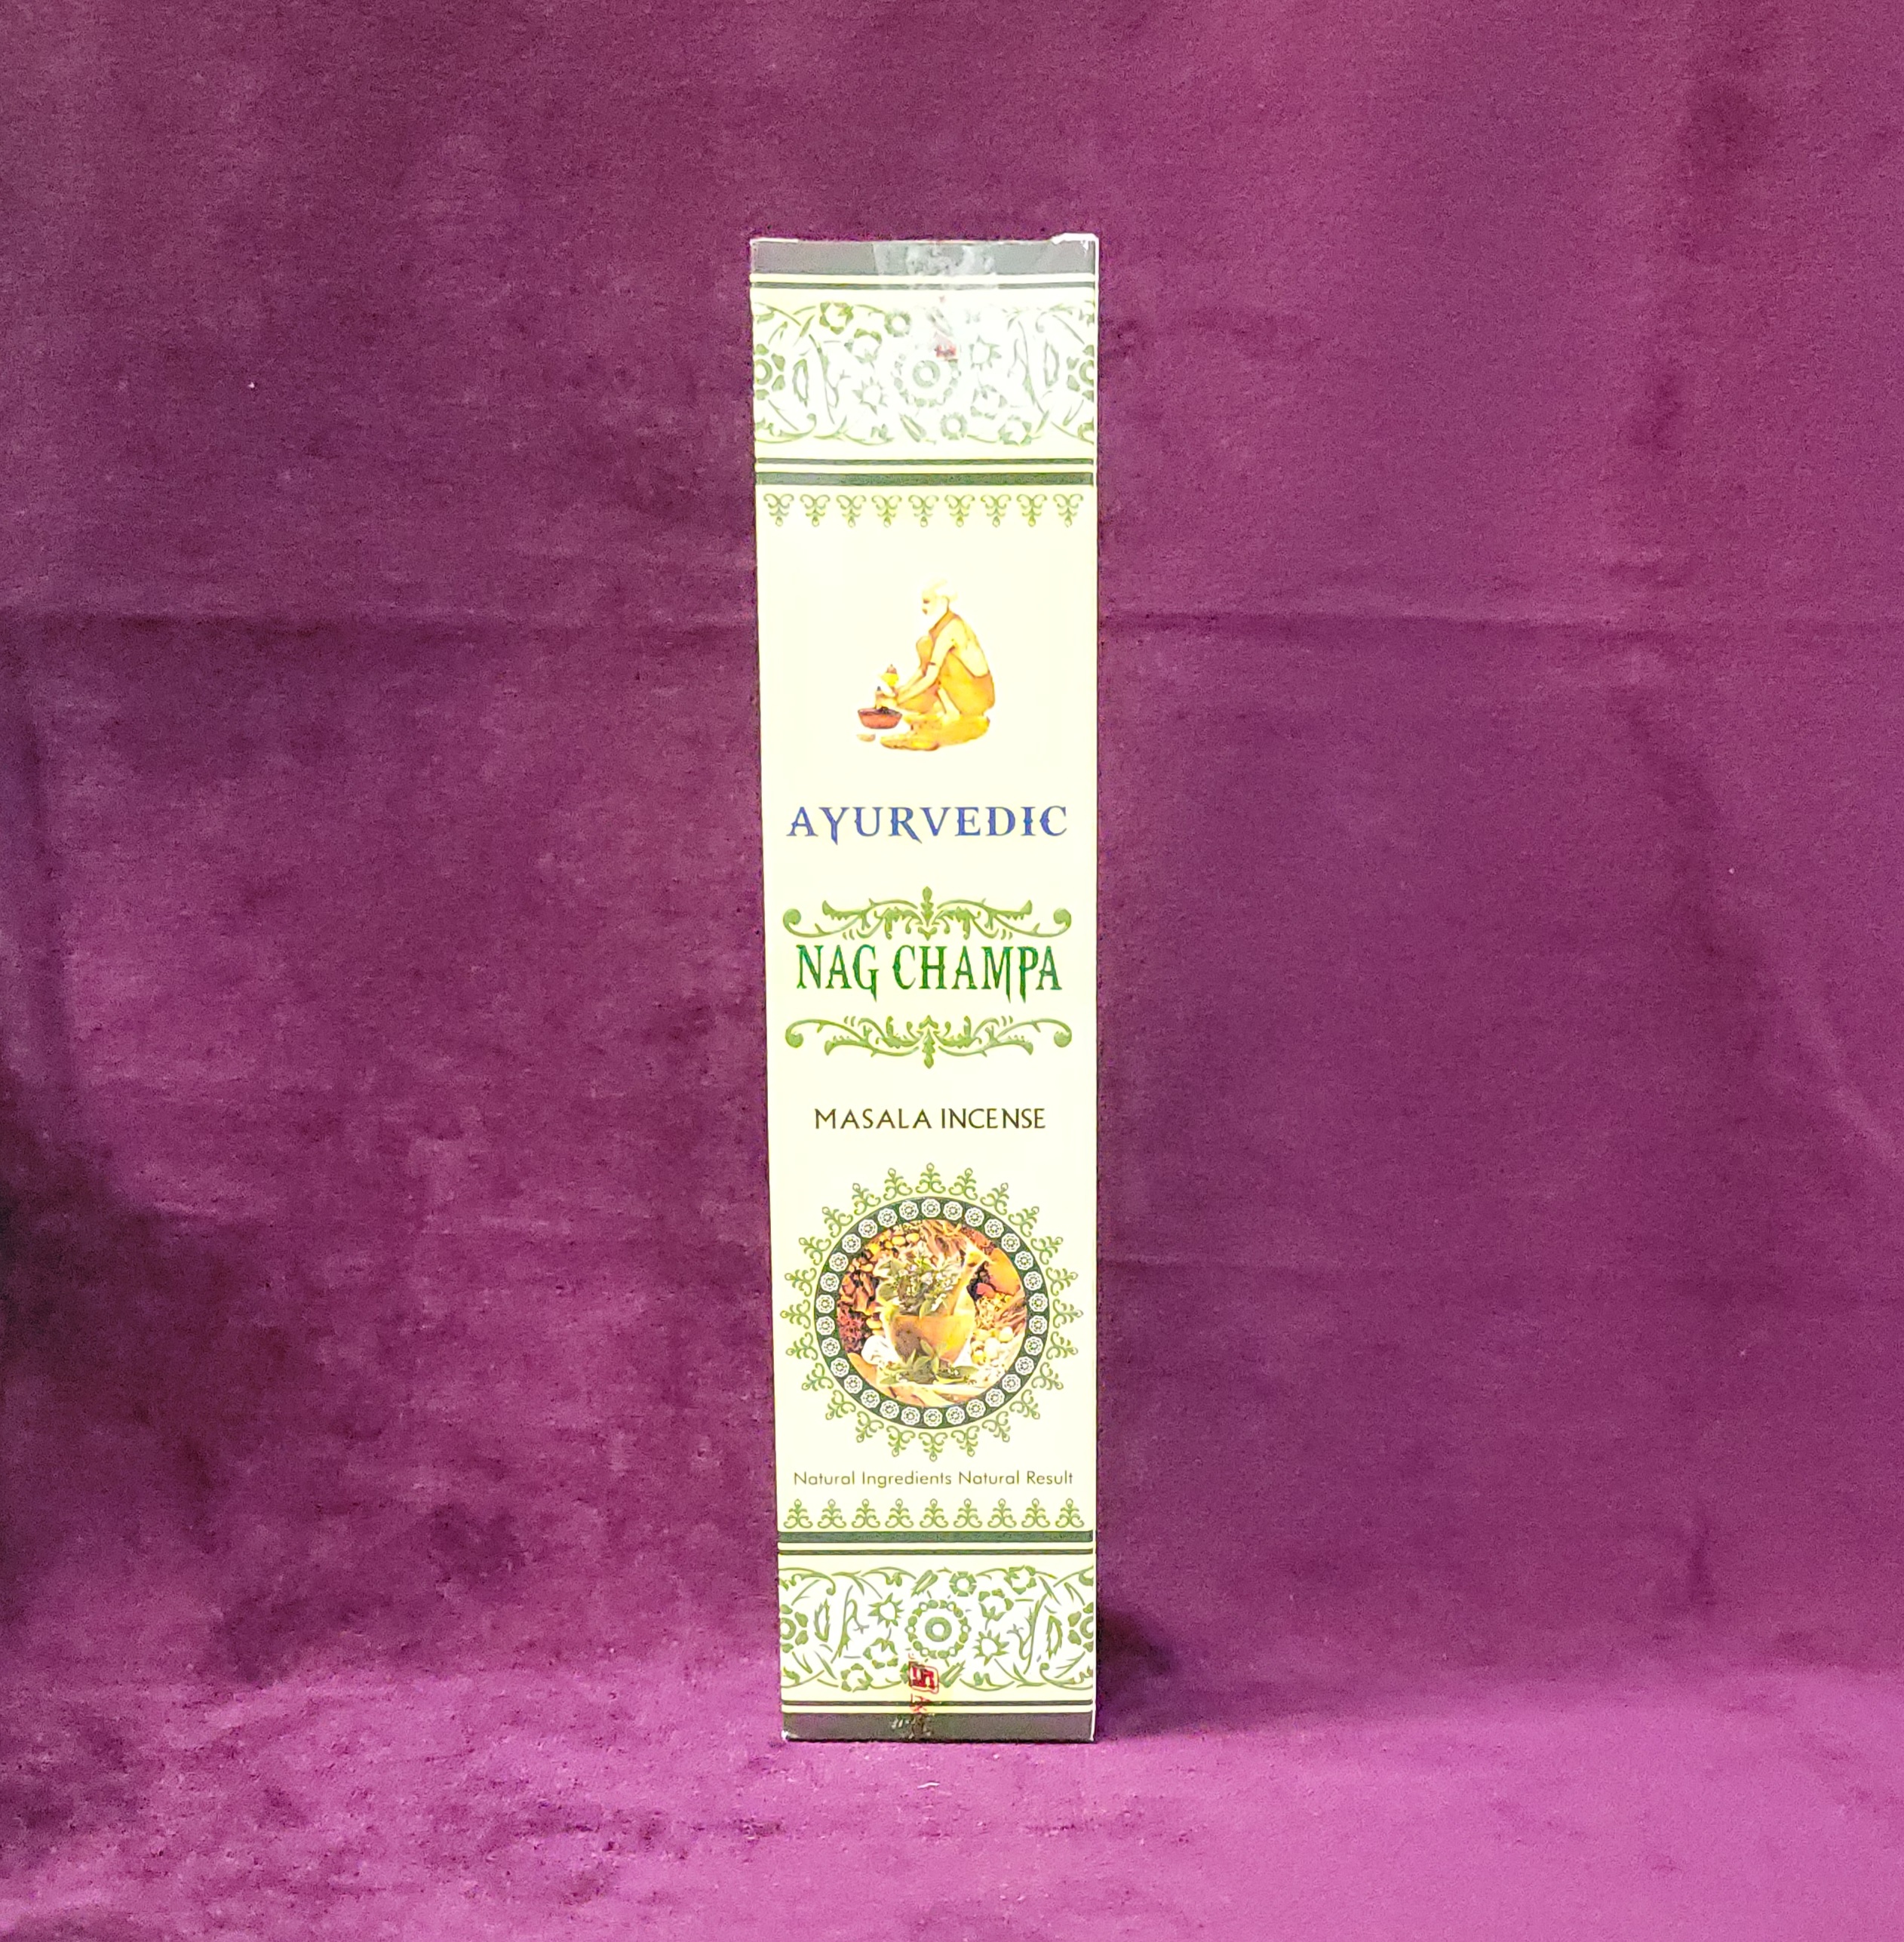 AYURVEDIC
NAG CHAMPA
MASALA INCENSE
Natural Ingredients Natural Result